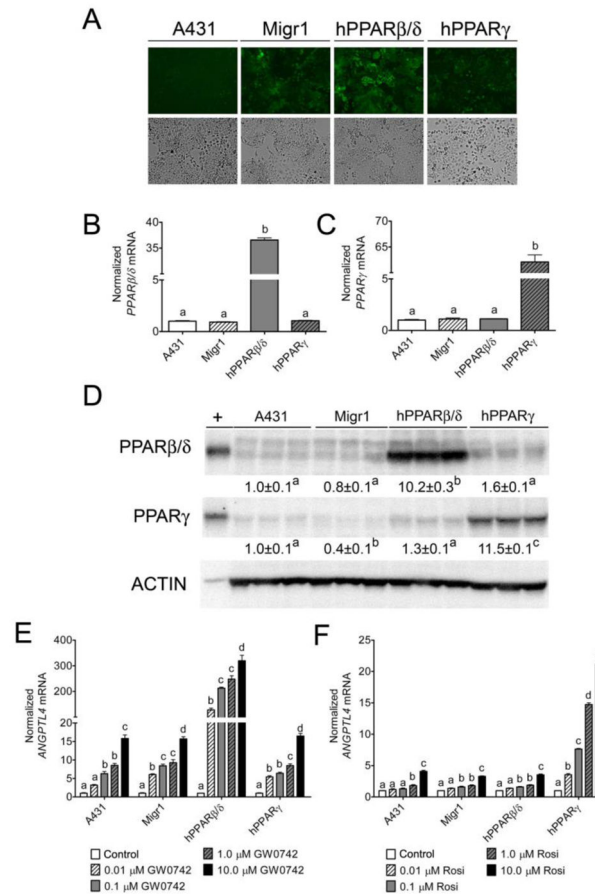 A
A431 Migr1 hPPARβ/δ hPPARγ
B
Normalized
PPARβ/δ mRNA
40
35
5
0
a a b a
A431 Migr1 hPPARβ/δ hPPARγ
C
Normalized
PPARγ mRNA
70
65
5
0
a a a b
A431 Migr1 hPPARβ/δ hPPARγ
D
+ A431 Migr1 hPPARβ/δ hPPARγ
PPARβ/δ
1.0±0.1a 0.8±0.1a 10.2±0.3b 1.6±0.1a
PPARγ
1.0±0.1a 0.4±0.1b 1.3±0.1a 11.5±0.1c
ACTIN
E
Normalized
ANGPTL4 mRNA
400
300
200
20
15
10
5
0
a a b b c a b c c d a b c c d a b b c d
A431 Migr1 hPPARβ/δ hPPARγ
Control
0.01 μM GW0742
0.1 μM GW0742
1.0 μM GW0742
10.0 μM GW0742
F
Normalized
ANGPTL4 mRNA
25
20
15
10
5
0
a a a b c a a b b c a a b b c a b c d
A431 Migr1 hPPARβ/δ hPPARγ
Control
0.01 μM Rosi
0.1 μM Rosi
1.0 μM Rosi
10.0 μM Rosi